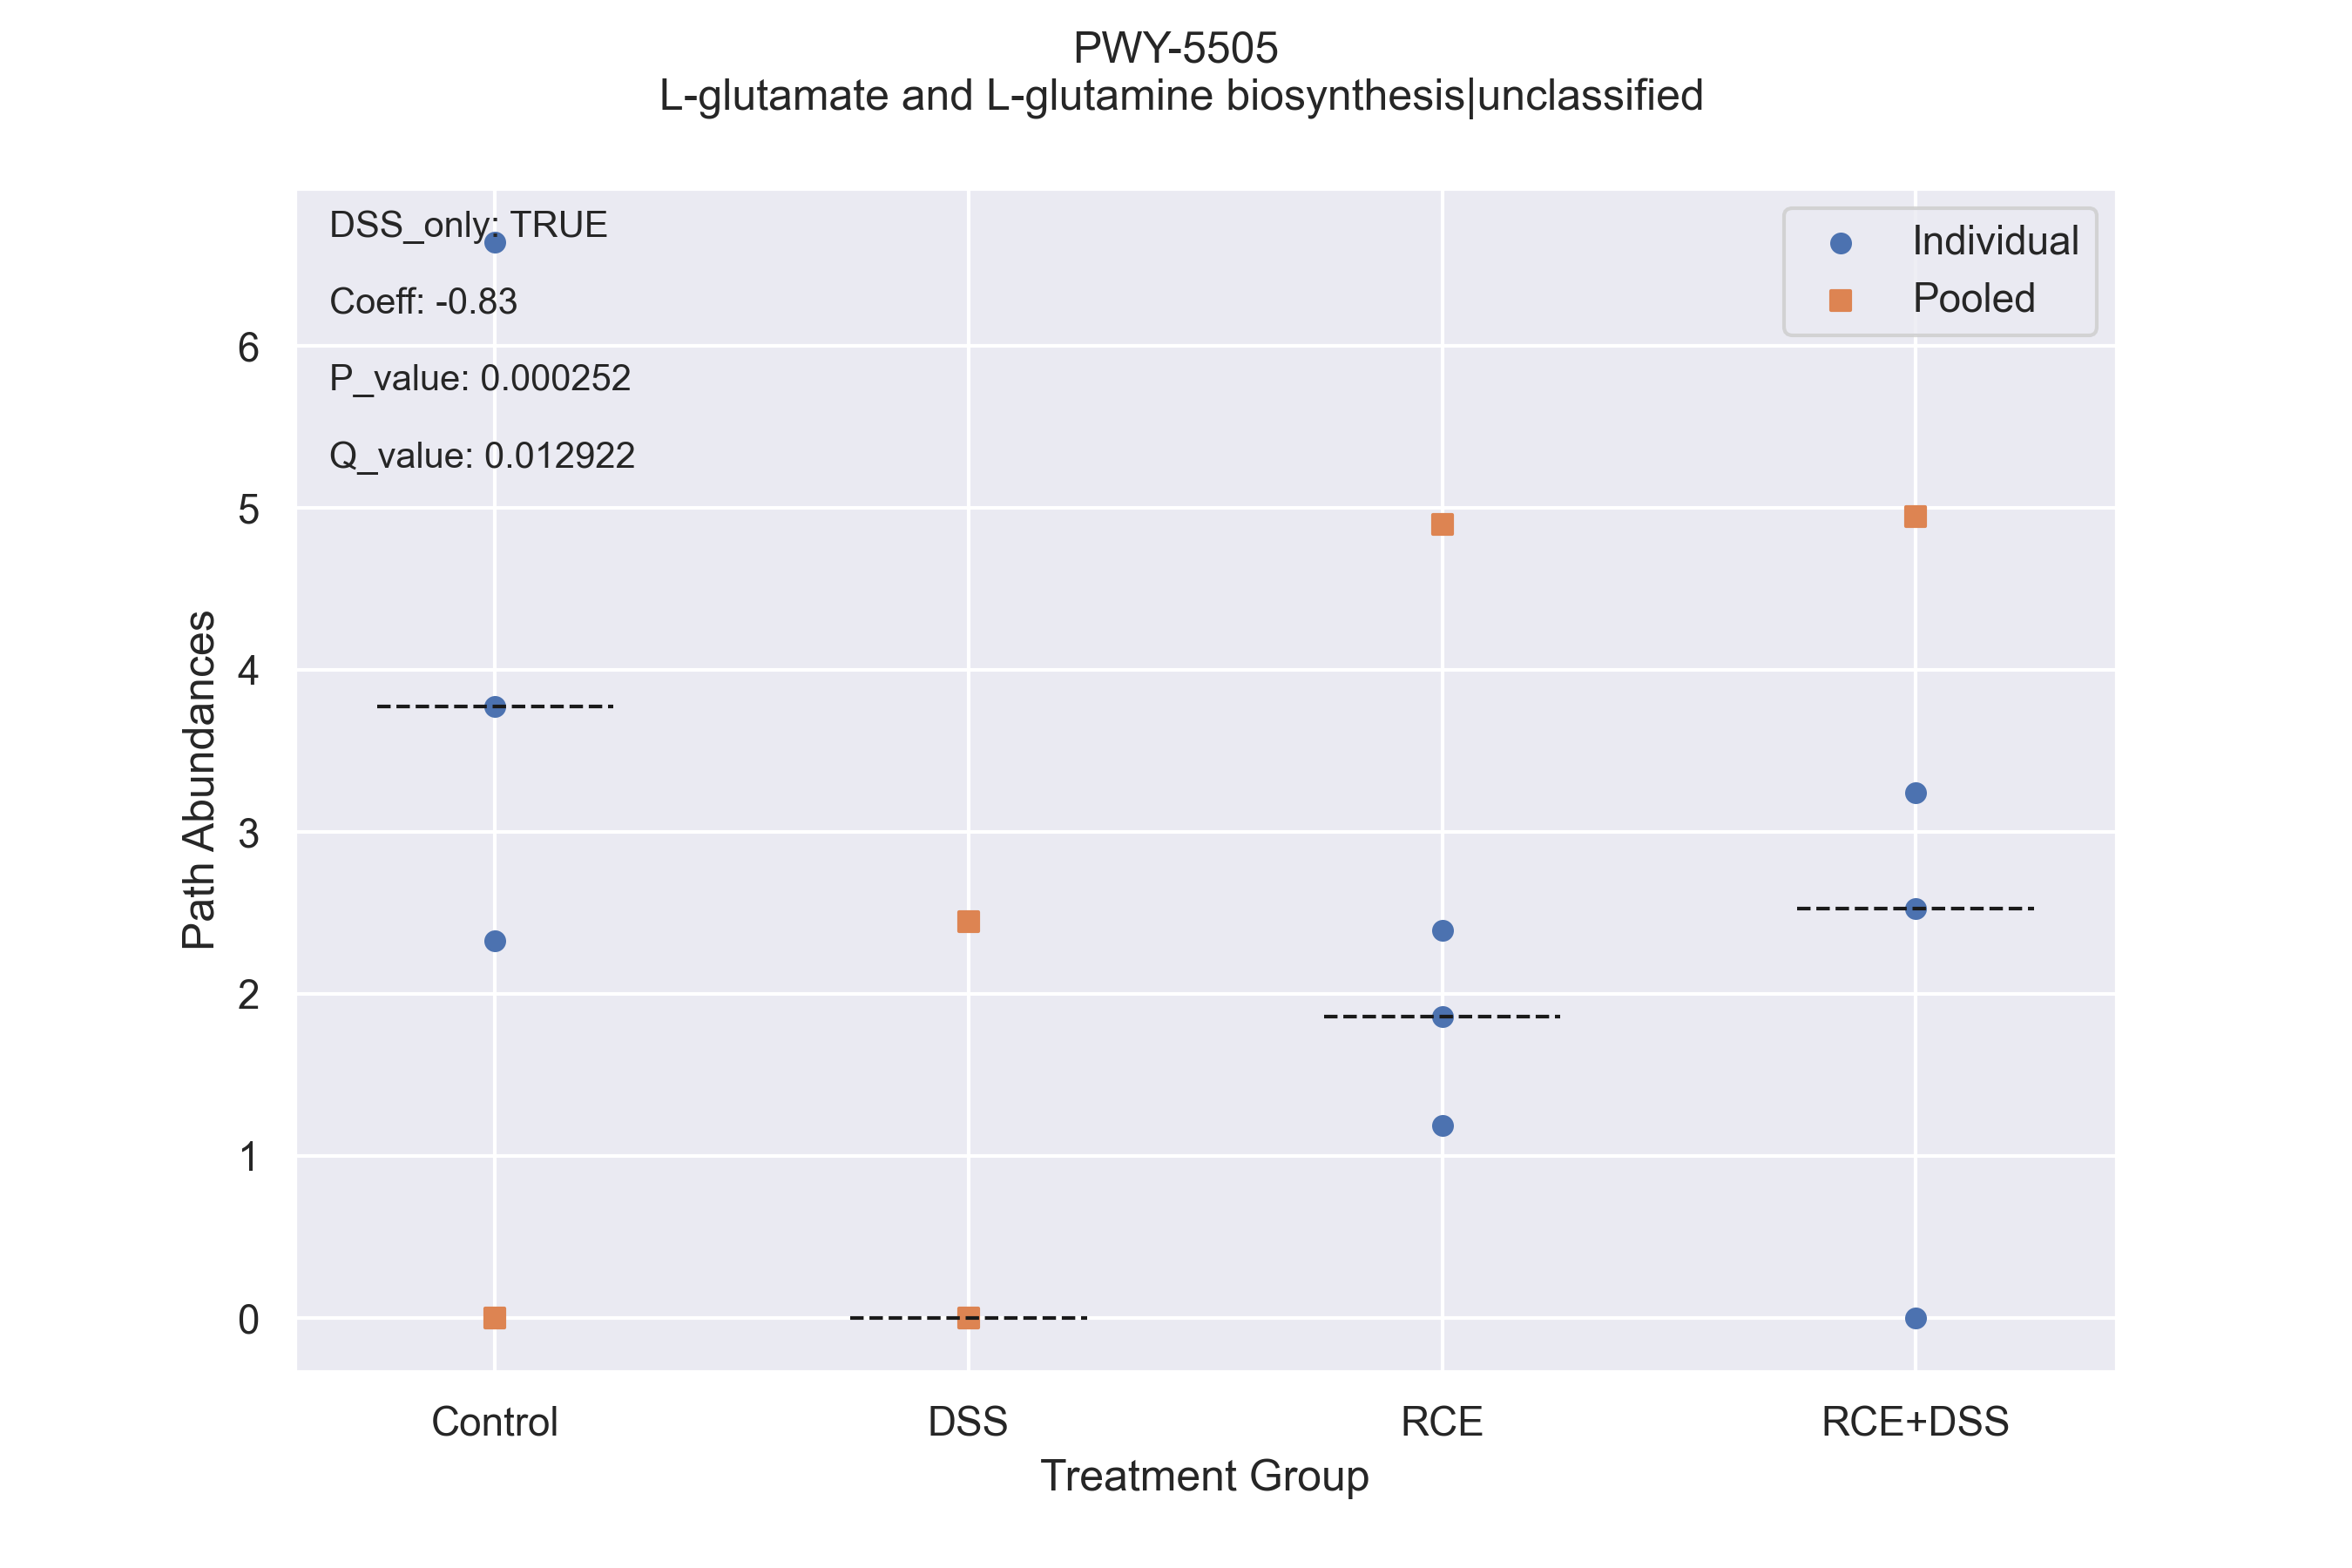 PWY-5505
L-glutamate and L-glutamine biosynthesis|unclassified
DSS_only: TRUE
Coeff: -0.83
P_value: 0.000252
Q_value: 0.012922
Individual
Pooled
Path Abundances
6
5
4
3
2
1
0
Control
DSS
RCE
RCE+DSS
Treatment Group